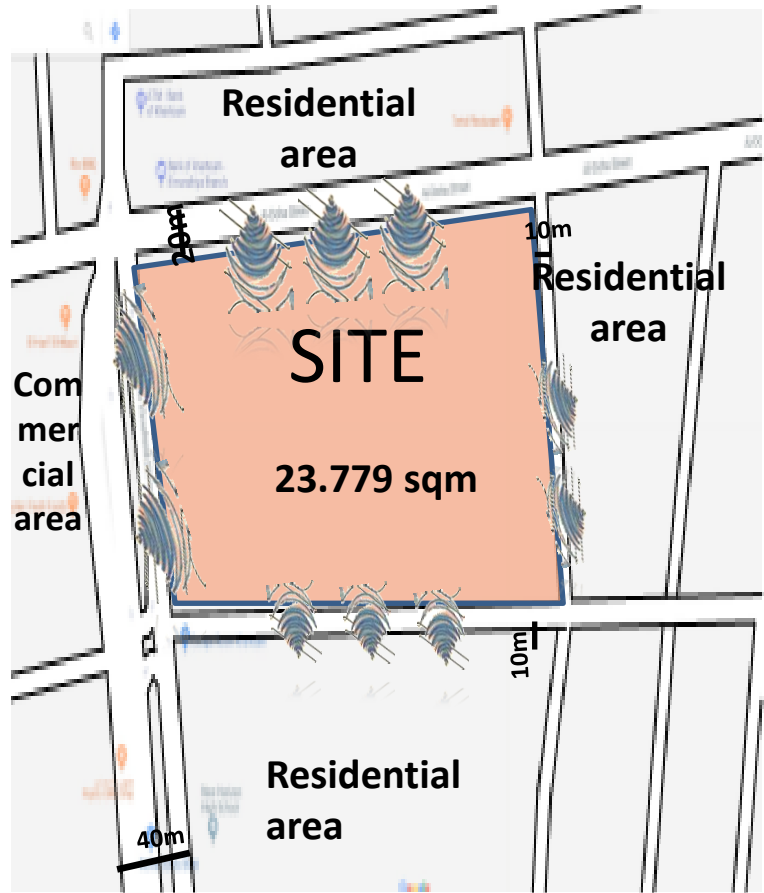 Residential
area
20m
10m
Residential
area
SITE
Com
mer
cial
area
23.779 sqm
10m
Residential
area
40m